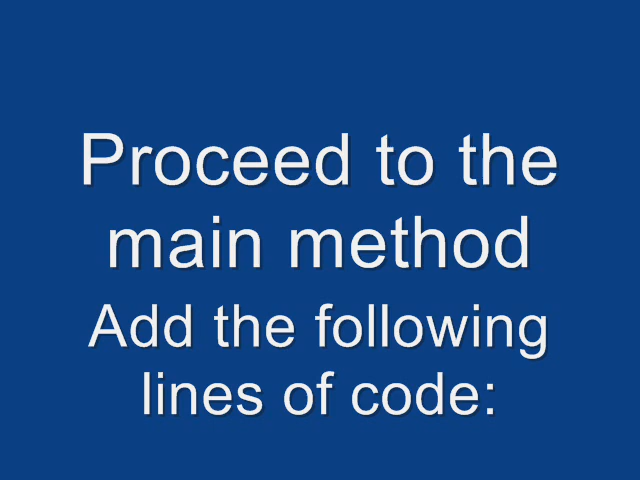 Proceed to the
main method
Add the following
lines of code: